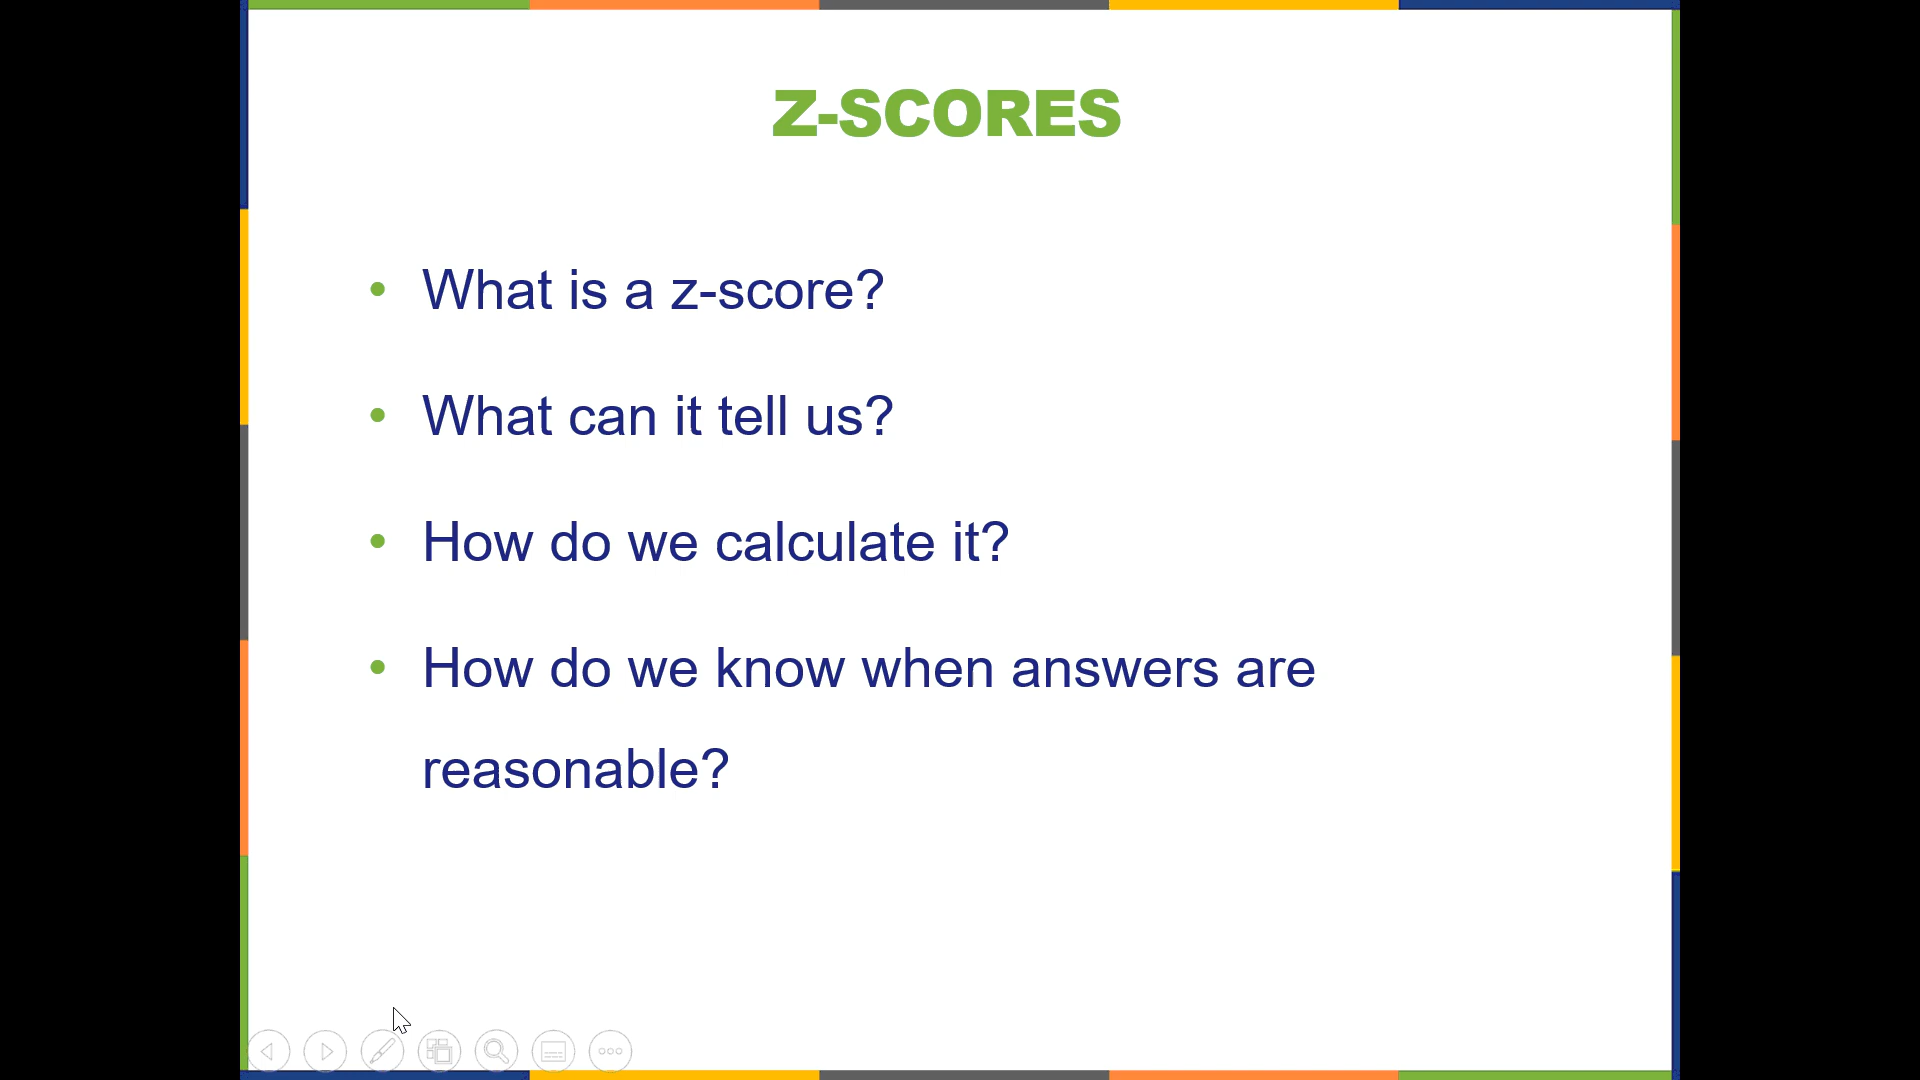 Z-SCORES
• What is a z-score?
• What can it tell us?
• How do we calculate it?
• How do we know when answers are
reasonable?